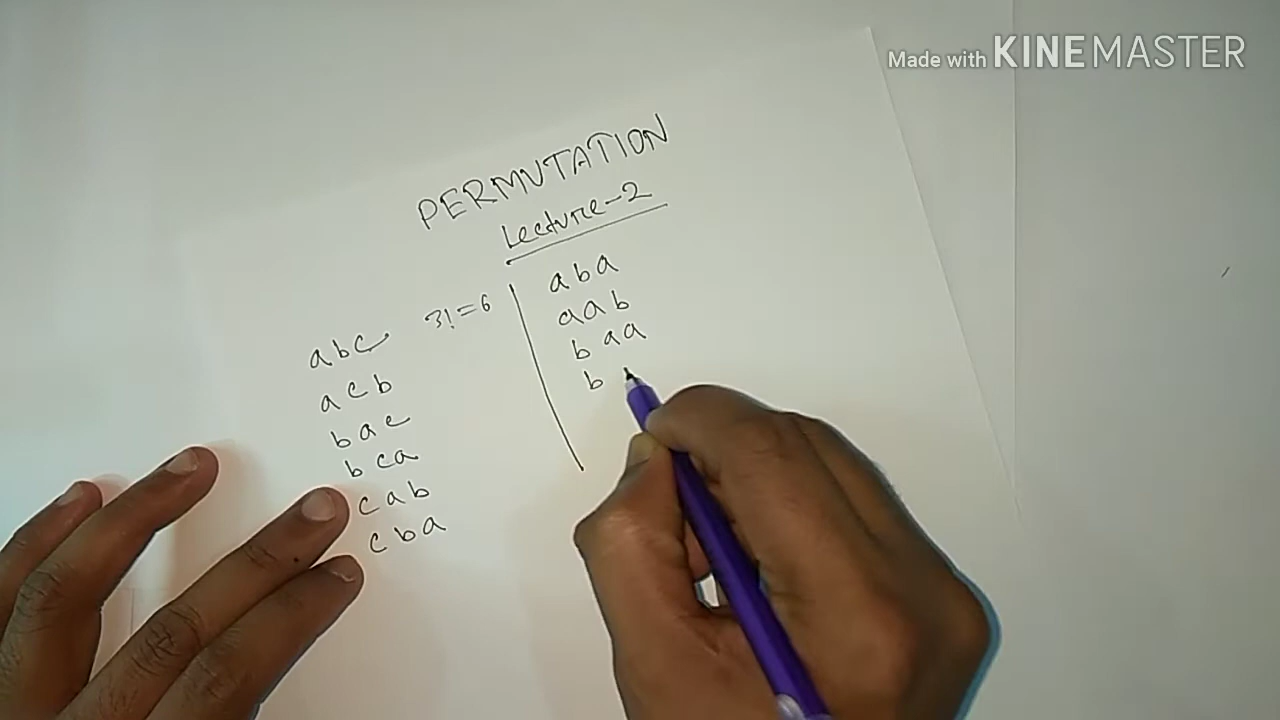 Made with KINEMASTER
PERMUTATION
Lecture-2
abc 3! = 6
acb
bac
bca
cab
cba
aba
aab
baa
b